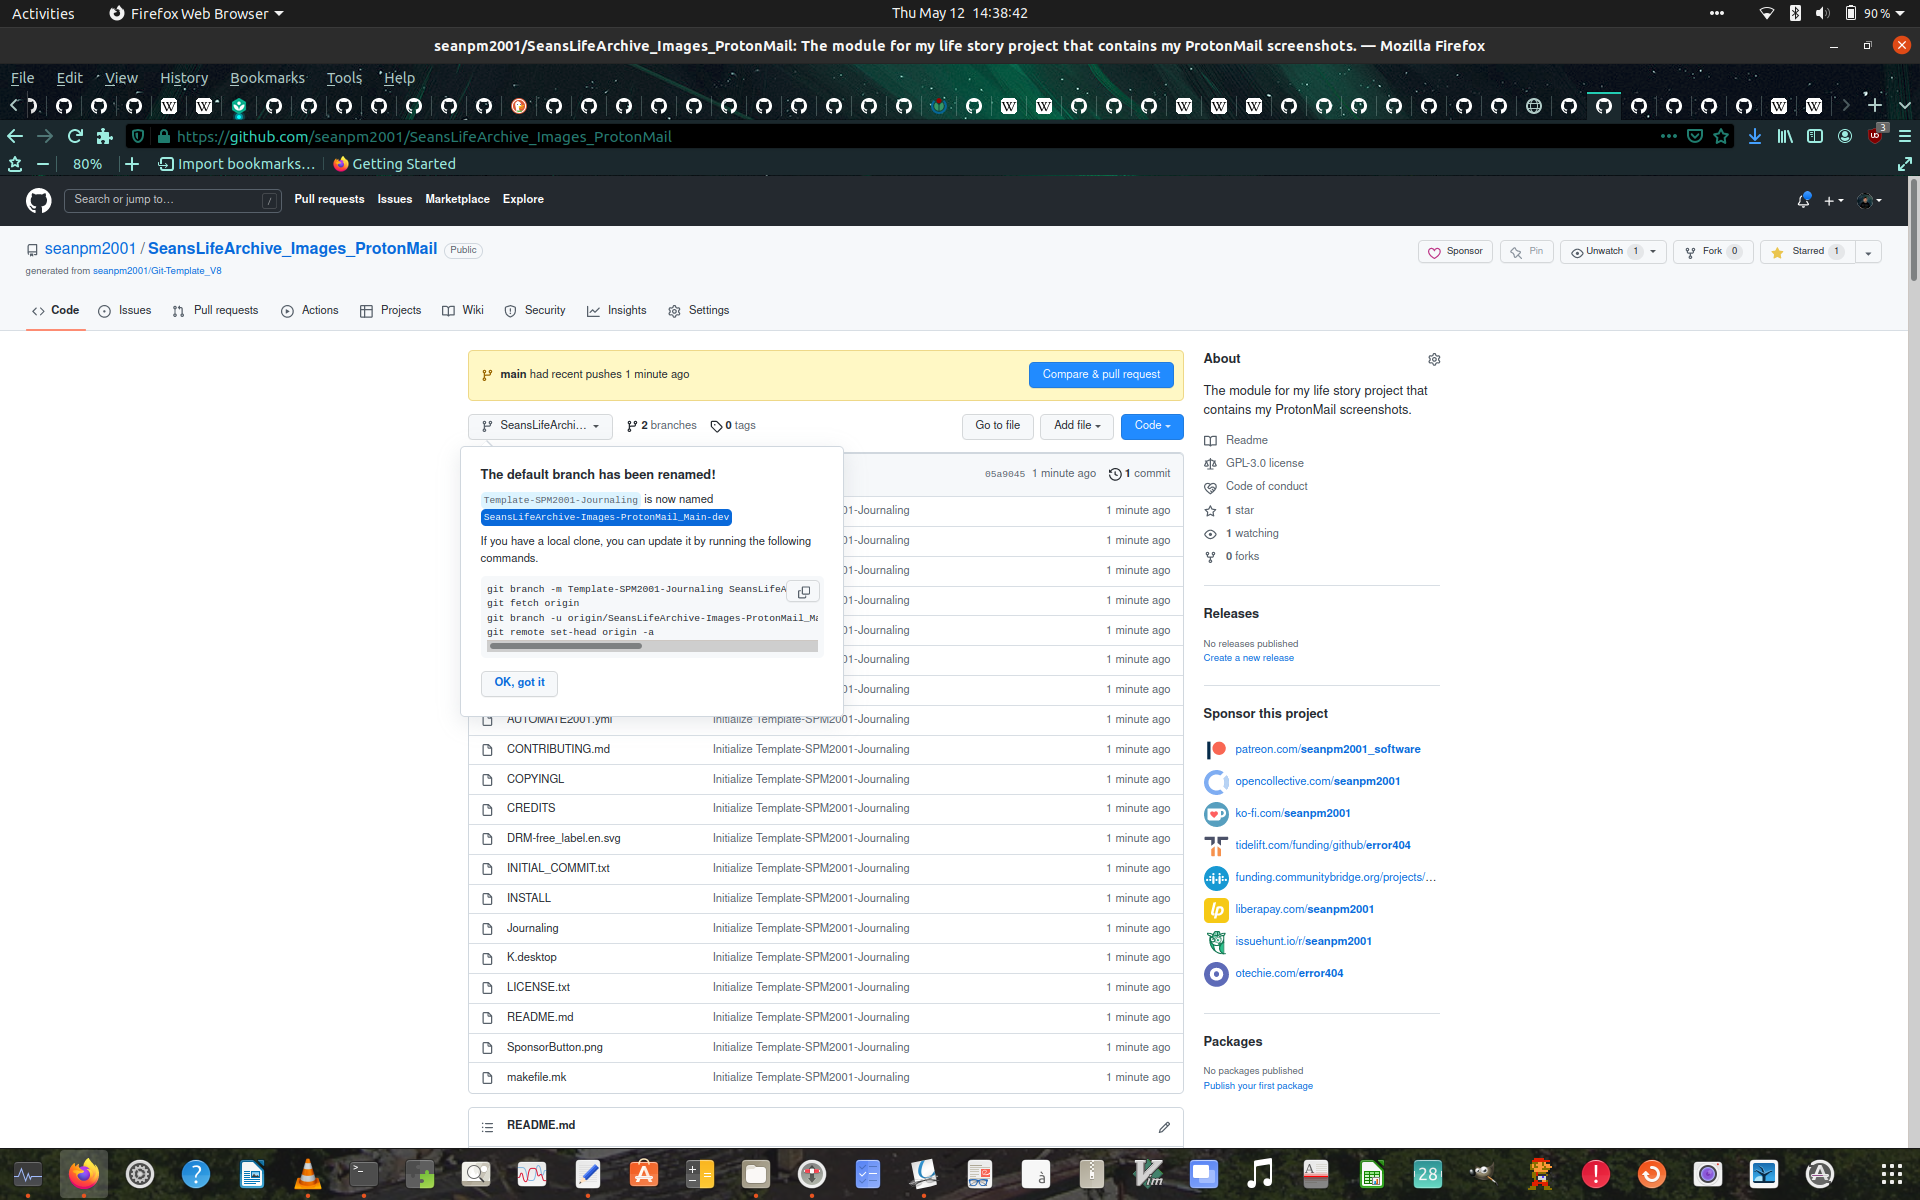 Activities
Firefox Web Browser
Thu May 12 14:38:42
90 %
seanpm2001/SeansLifeArchive_Images_ProtonMail: The module for my life story project that contains my ProtonMail screenshots. — Mozilla Firefox
File Edit View History Bookmarks Tools Help
https://github.com/seanpm2001/SeansLifeArchive_Images_ProtonMail
3
80%
Import bookmarks...
Getting Started
Search or jump to...
/
Pull requests Issues Marketplace Explore
seanpm2001 / SeansLifeArchive_Images_ProtonMail Public
generated from seanpm2001/Git-Template_V8
Sponsor
Pin
Unwatch 1
Fork 0
Starred 1
Code Issues Pull requests Actions Projects Wiki Security Insights Settings
main had recent pushes 1 minute ago
Compare & pull request
SeansLifeArchi...
2 branches
0 tags
Go to file
Add file
Code
05a9045 1 minute ago 1 commit
The default branch has been renamed!
Template-SPM2001-Journaling is now named
SeansLifeArchive-Images-ProtonMail_Main-dev
If you have a local clone, you can update it by running the following
commands.
git branch -m Template-SPM2001-Journaling SeansLifeA
git fetch origin
git branch -u origin/SeansLifeArchive-Images-ProtonMail_Ma
git remote set-head origin -a
OK, got it
01-Journaling 1 minute ago
01-Journaling 1 minute ago
01-Journaling 1 minute ago
01-Journaling 1 minute ago
01-Journaling 1 minute ago
01-Journaling 1 minute ago
01-Journaling 1 minute ago
AUTOMATE2001.yml Initialize Template-SPM2001-Journaling 1 minute ago
CONTRIBUTING.md Initialize Template-SPM2001-Journaling 1 minute ago
COPYINGL Initialize Template-SPM2001-Journaling 1 minute ago
CREDITS Initialize Template-SPM2001-Journaling 1 minute ago
DRM-free_label.en.svg Initialize Template-SPM2001-Journaling 1 minute ago
INITIAL_COMMIT.txt Initialize Template-SPM2001-Journaling 1 minute ago
INSTALL Initialize Template-SPM2001-Journaling 1 minute ago
Journaling Initialize Template-SPM2001-Journaling 1 minute ago
K.desktop Initialize Template-SPM2001-Journaling 1 minute ago
LICENSE.txt Initialize Template-SPM2001-Journaling 1 minute ago
README.md Initialize Template-SPM2001-Journaling 1 minute ago
SponsorButton.png Initialize Template-SPM2001-Journaling 1 minute ago
makefile.mk Initialize Template-SPM2001-Journaling 1 minute ago
README.md
About
The module for my life story project that
contains my ProtonMail screenshots.
Readme
GPL-3.0 license
Code of conduct
1 star
1 watching
0 forks
Releases
No releases published
Create a new release
Sponsor this project
patreon.com/seanpm2001_software
opencollective.com/seanpm2001
ko-fi.com/seanpm2001
tidelift.com/funding/github/error404
funding.communitybridge.org/projects/...
liberapay.com/seanpm2001
issuehunt.io/r/seanpm2001
otechie.com/error404
Packages
No packages published
Publish your first package
28